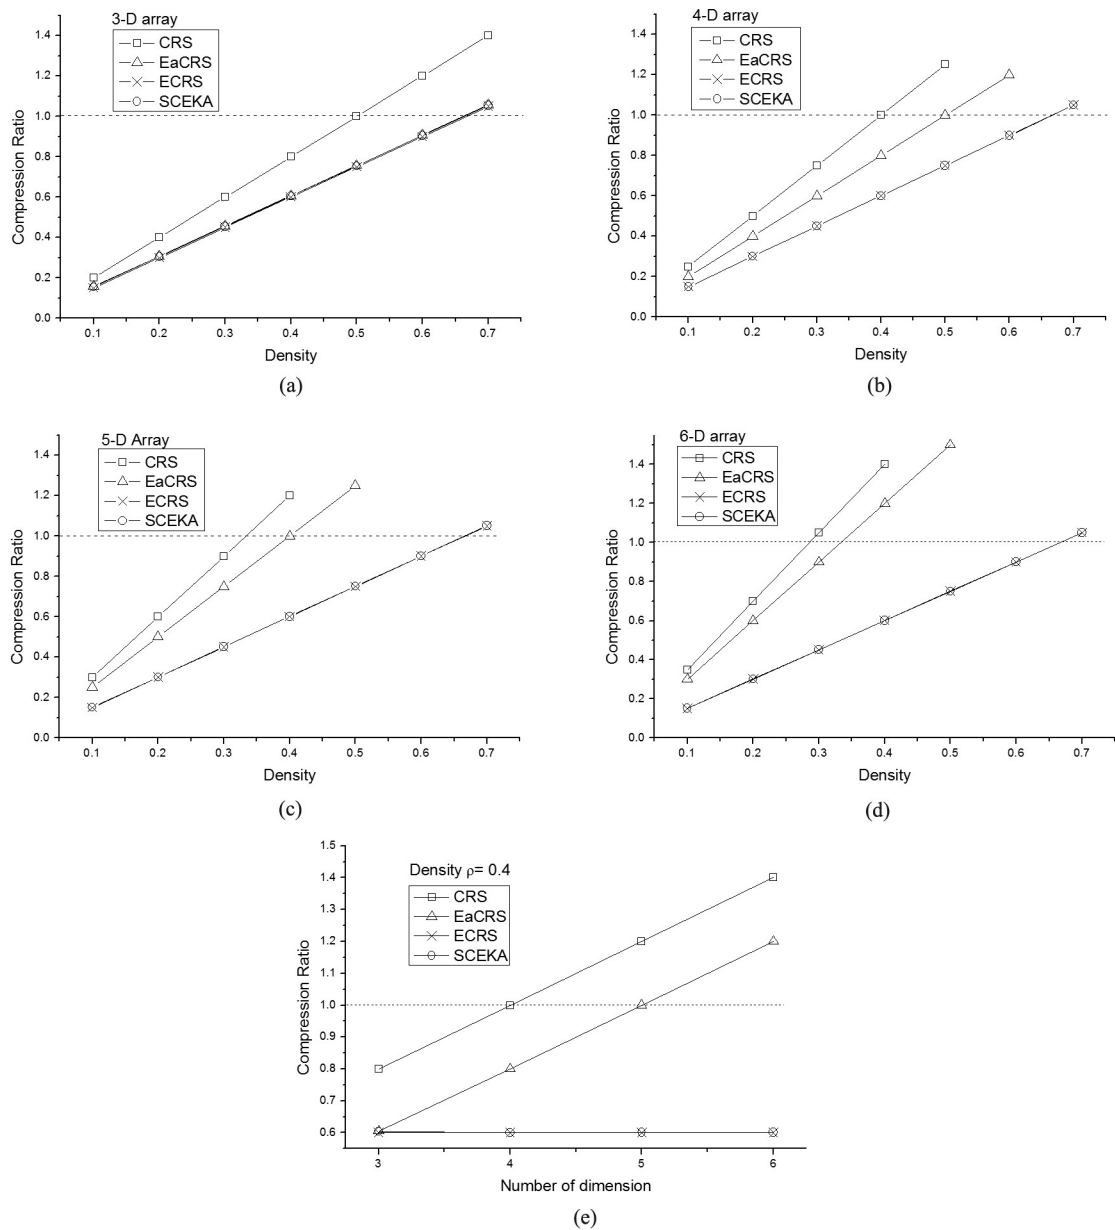 3-D array
CRS
EaCRS
ECRS
SCEKA
1.4
1.2
1.0
0.8
0.6
0.4
0.2
0.0
Compression Ratio
0.1 0.2 0.3 0.4 0.5 0.6 0.7
Density
(a)
4-D array
CRS
EaCRS
ECRS
SCEKA
1.4
1.2
1.0
0.8
0.6
0.4
0.2
0.0
Compression Ratio
0.1 0.2 0.3 0.4 0.5 0.6 0.7
Density
(b)
5-D Array
CRS
EaCRS
ECRS
SCEKA
1.4
1.2
1.0
0.8
0.6
0.4
0.2
0.0
Compression Ratio
0.1 0.2 0.3 0.4 0.5 0.6 0.7
Density
(c)
6-D array
CRS
EaCRS
ECRS
SCEKA
1.4
1.2
1.0
0.8
0.6
0.4
0.2
0.0
Compression Ratio
0.1 0.2 0.3 0.4 0.5 0.6 0.7
Density
(d)
Density ρ= 0.4
CRS
EaCRS
ECRS
SCEKA
1.5
1.4
1.3
1.2
1.1
1.0
0.9
0.8
0.7
0.6
Compression Ratio
3 4 5 6
Number of dimension
(e)